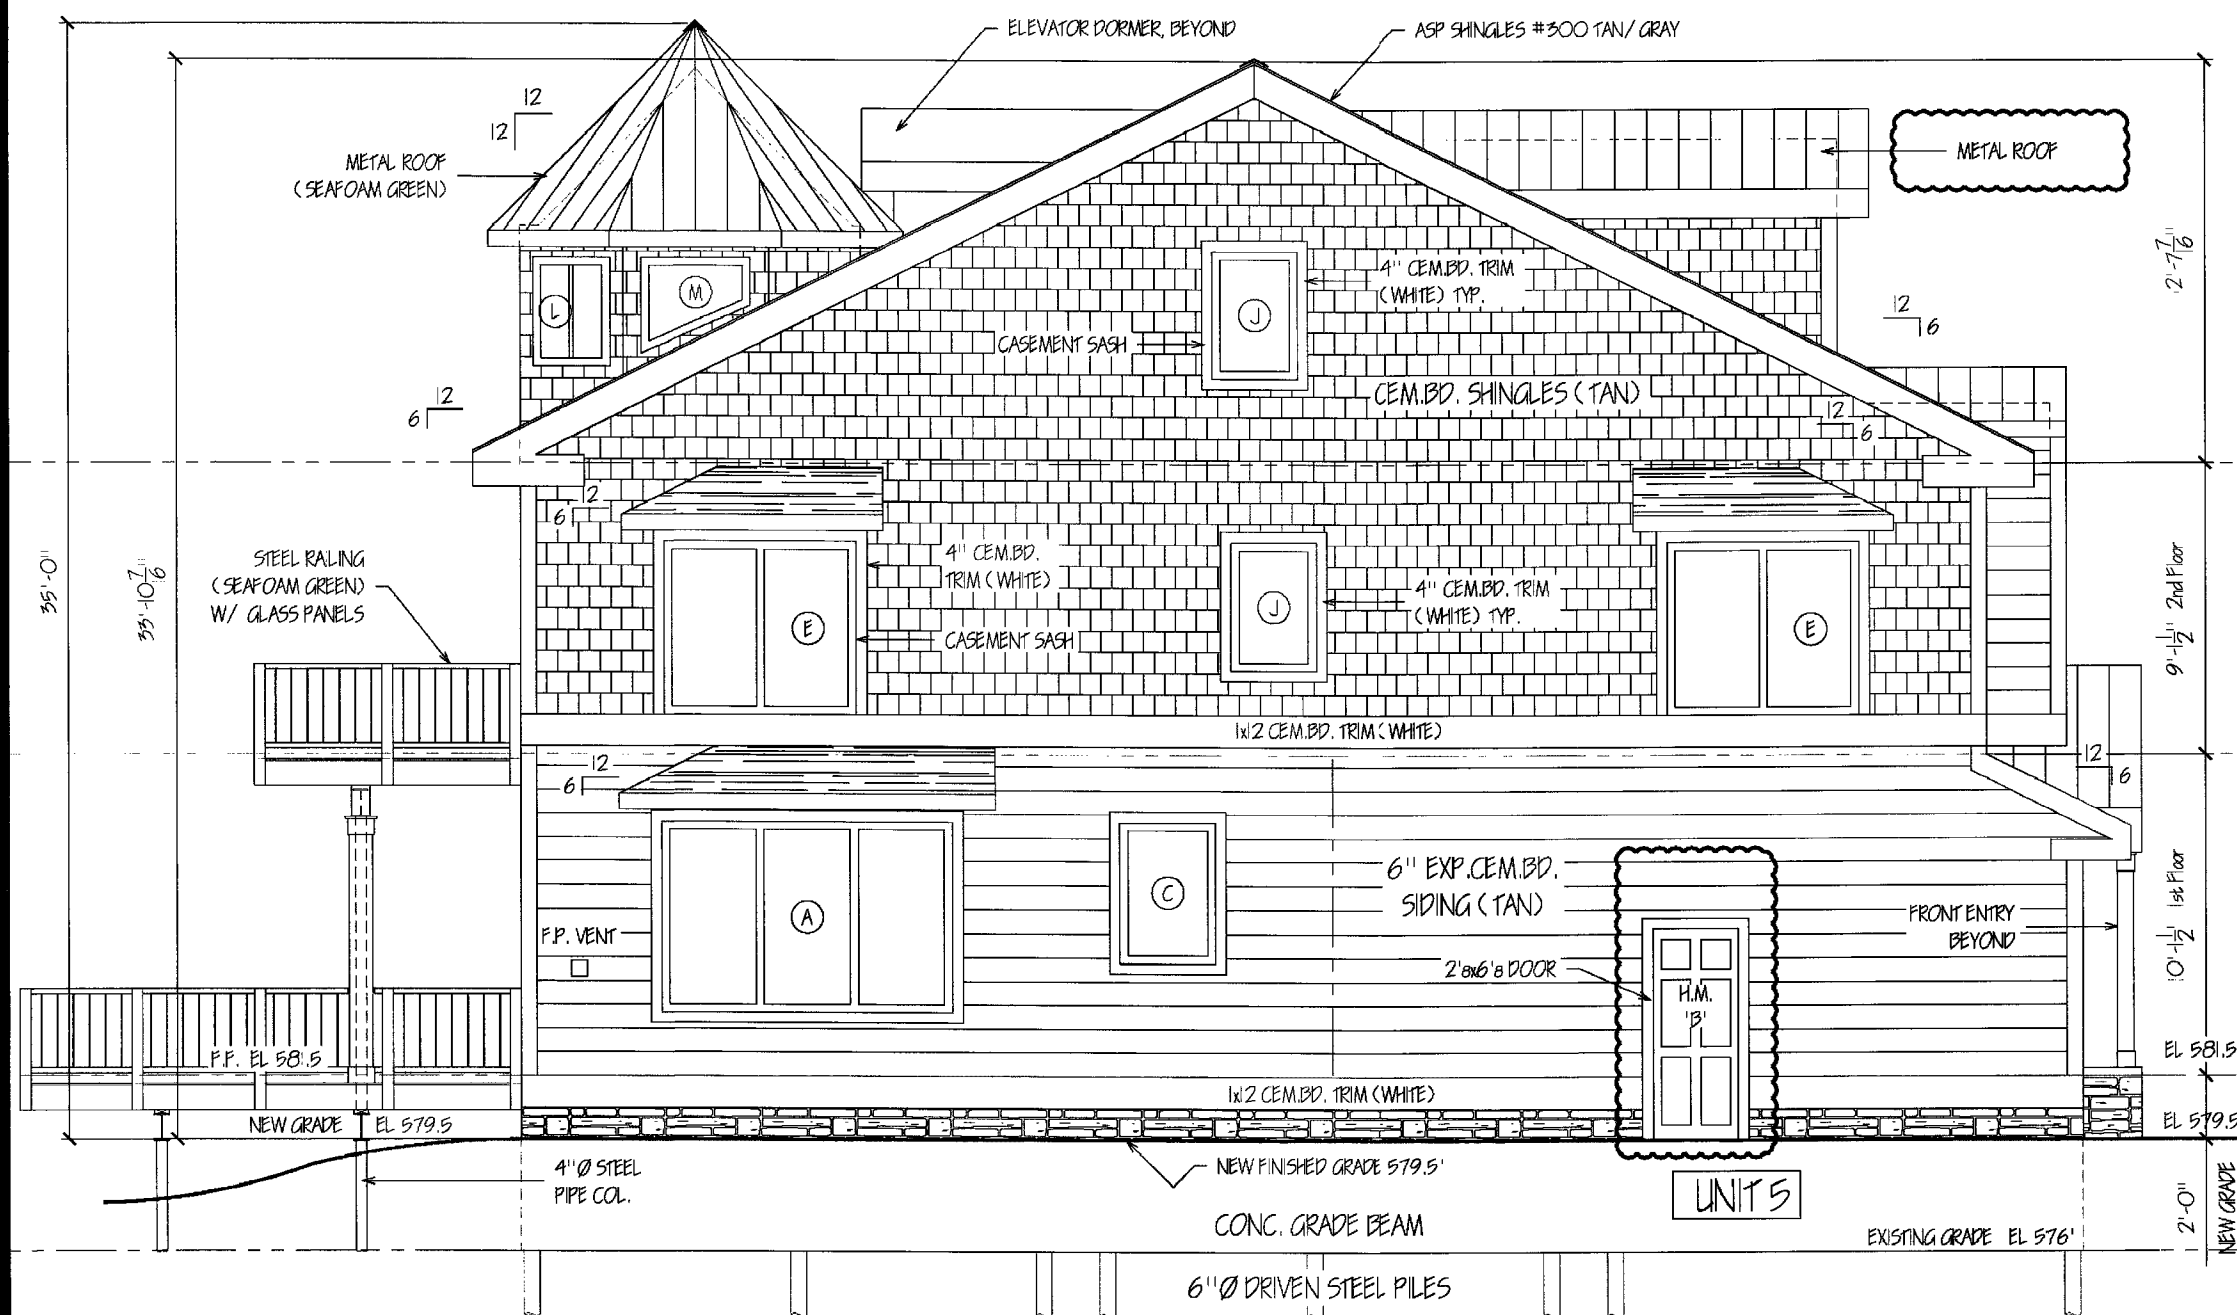 ELEVATOR DORMER, BEYOND
ASP SHINGLES #300 TAN/ GRAY
12
12
METAL ROOF
(SEAFOAM GREEN)
METAL ROOF
L
M
J
4" CEM.BD. TRIM
(WHITE) TYP.
CASEMENT SASH
12
6
CEM.BD. SHINGLES (TAN)
12
6
12
6
12
6
STEEL RAILING
(SEAFOAM GREEN)
W/ GLASS PANELS
4" CEM.BD.
TRIM (WHITE)
CASEMENT SASH
E
J
4" CEM.BD. TRIM
(WHITE) TYP.
E
1x12 CEM.BD. TRIM (WHITE)
12
6
12
6
6" EXP.CEM.BD.
SIDING (TAN)
A
C
F.P. VENT
FRONT ENTRY
BEYOND
2'8x6'8 DOOR
H.M.
'B'
F.F. EL 581.5
EL 581.5
1x12 CEM.BD. TRIM (WHITE)
NEW GRADE EL 579.5
EL 579.5
4"Ø STEEL
PIPE COL.
NEW FINISHED GRADE 579.5'
UNIT 5
CONC. GRADE BEAM
EXISTING GRADE EL 576'
6"Ø DRIVEN STEEL PILES
35'-0"
33'-10 7/16"
2'-7 7/16"
9'-1 1/2" 2nd Floor
10'-1 1/2" 1st Floor
2'-0"
NEW GRADE